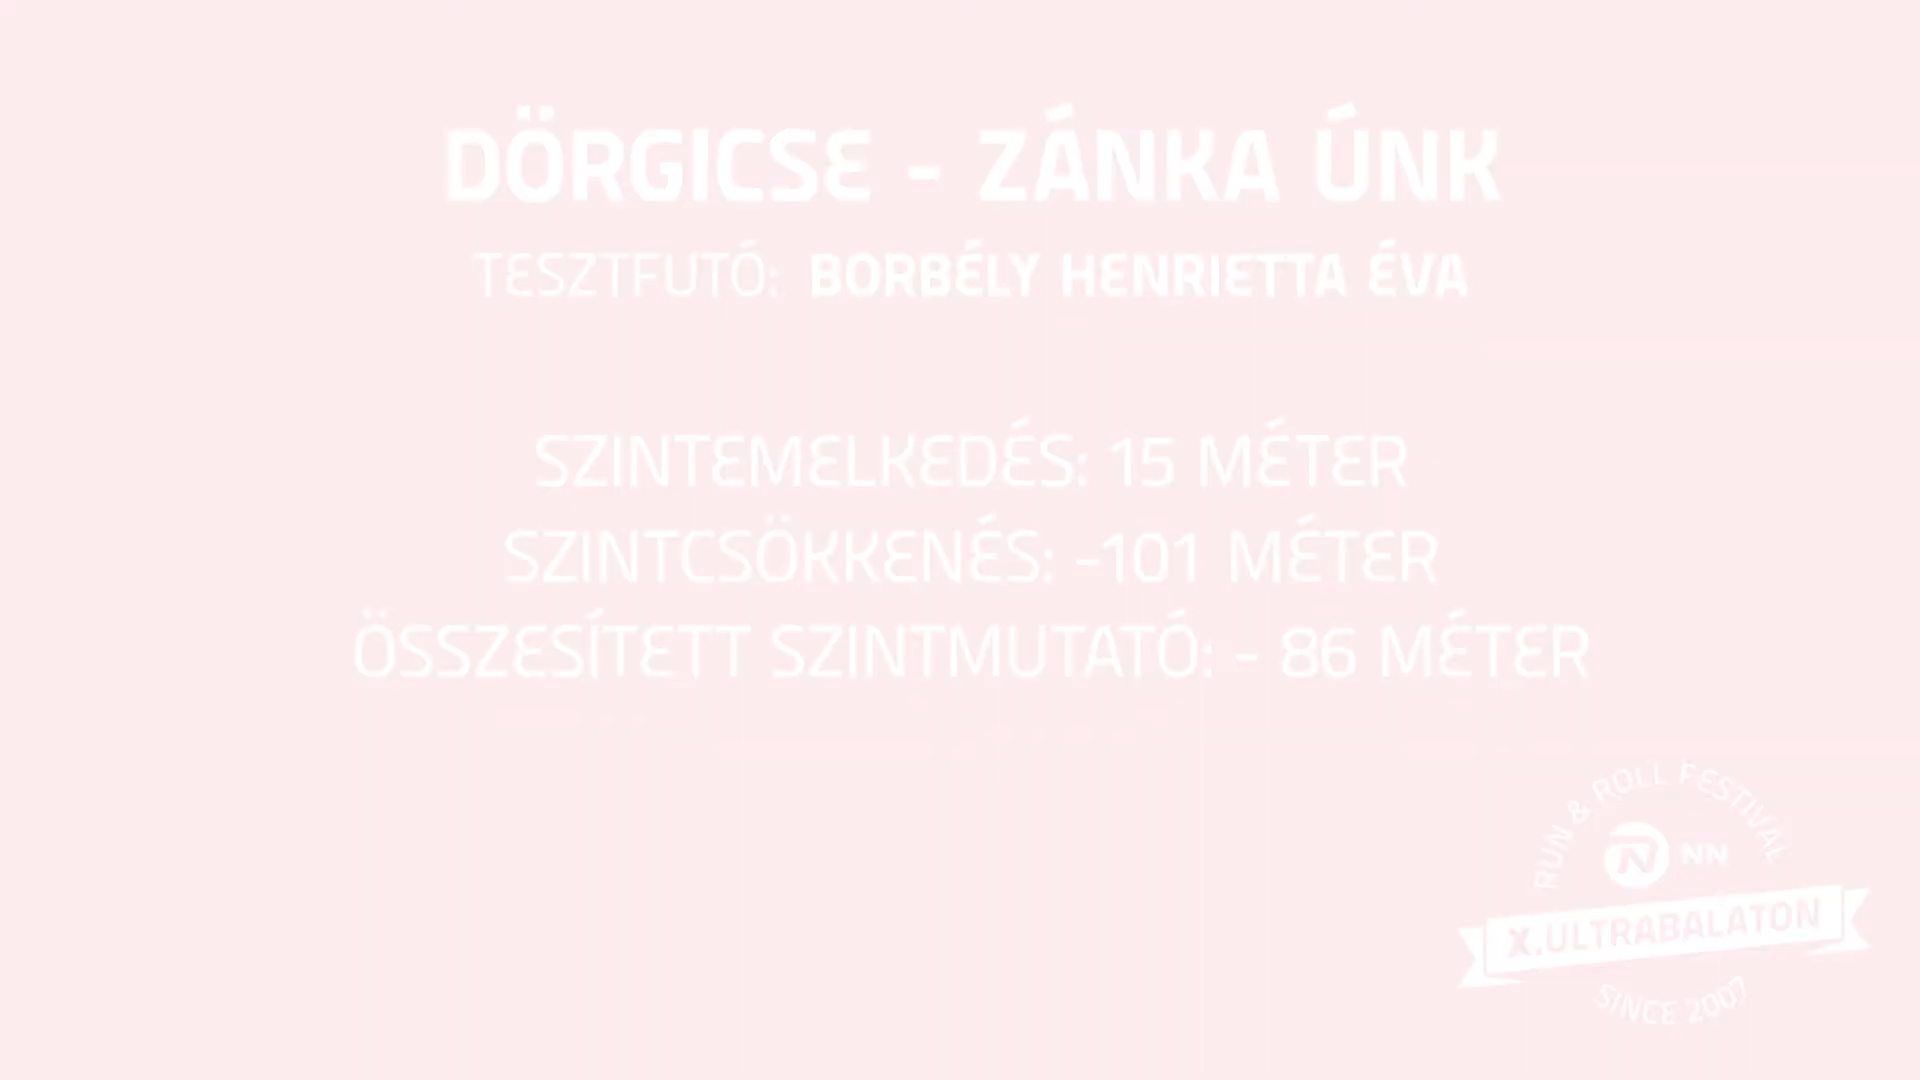 DÖRGICSE - ZÁNKA ÚNK
TESZTFUTÓ: BORBÉLY HENRIETTA ÉVA
SZINTEMELKEDÉS: 15 MÉTER
SZINTCSÖKKENÉS: -101 MÉTER
ÖSSZESÍTETT SZINTMUTATÓ: - 86 MÉTER
RUN & ROLL FESTIVAL
NN
X.ULTRABALATON
SINCE 2007